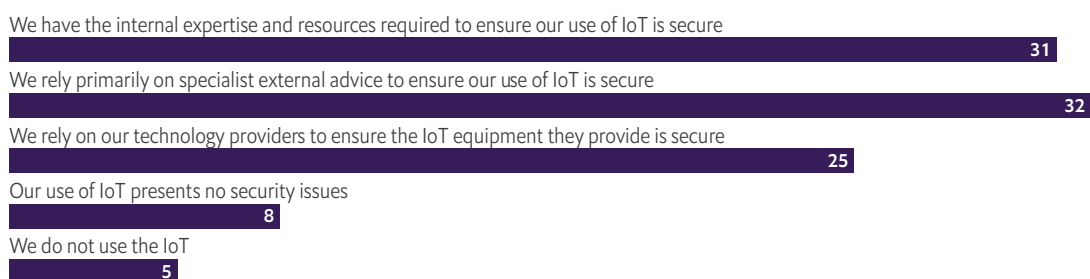 We have the internal expertise and resources required to ensure our use of IoT is secure
31
We rely primarily on specialist external advice to ensure our use of IoT is secure
32
We rely on our technology providers to ensure the IoT equipment they provide is secure
25
Our use of IoT presents no security issues
8
We do not use the IoT
5